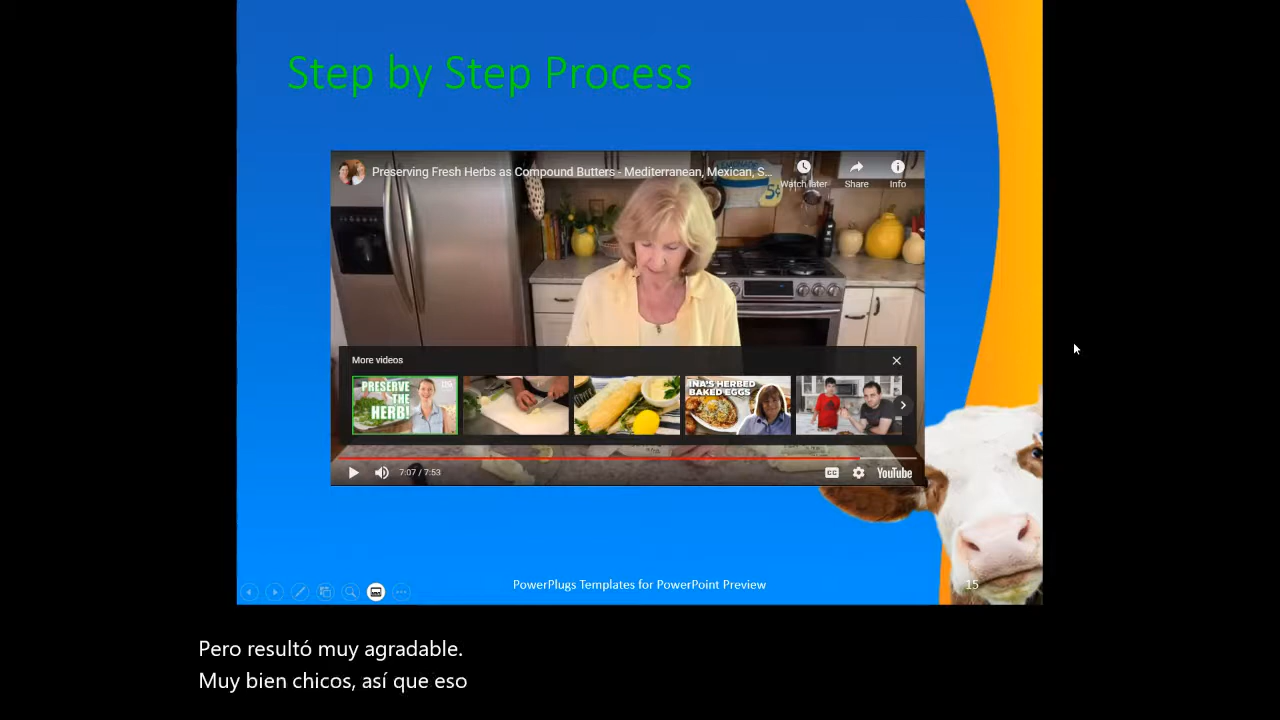 Step by Step Process
Preserving Fresh Herbs as Compound Butters - Mediterranean, Mexican, S...
Watch later
Share
Info
More videos
PRESERVE
THE
HERB!
INA'S HERBED
BAKED EGGS
7:07 / 7:53
CC
YouTube
PowerPlugs Templates for PowerPoint Preview
15
Pero resultó muy agradable.
Muy bien chicos, así que eso